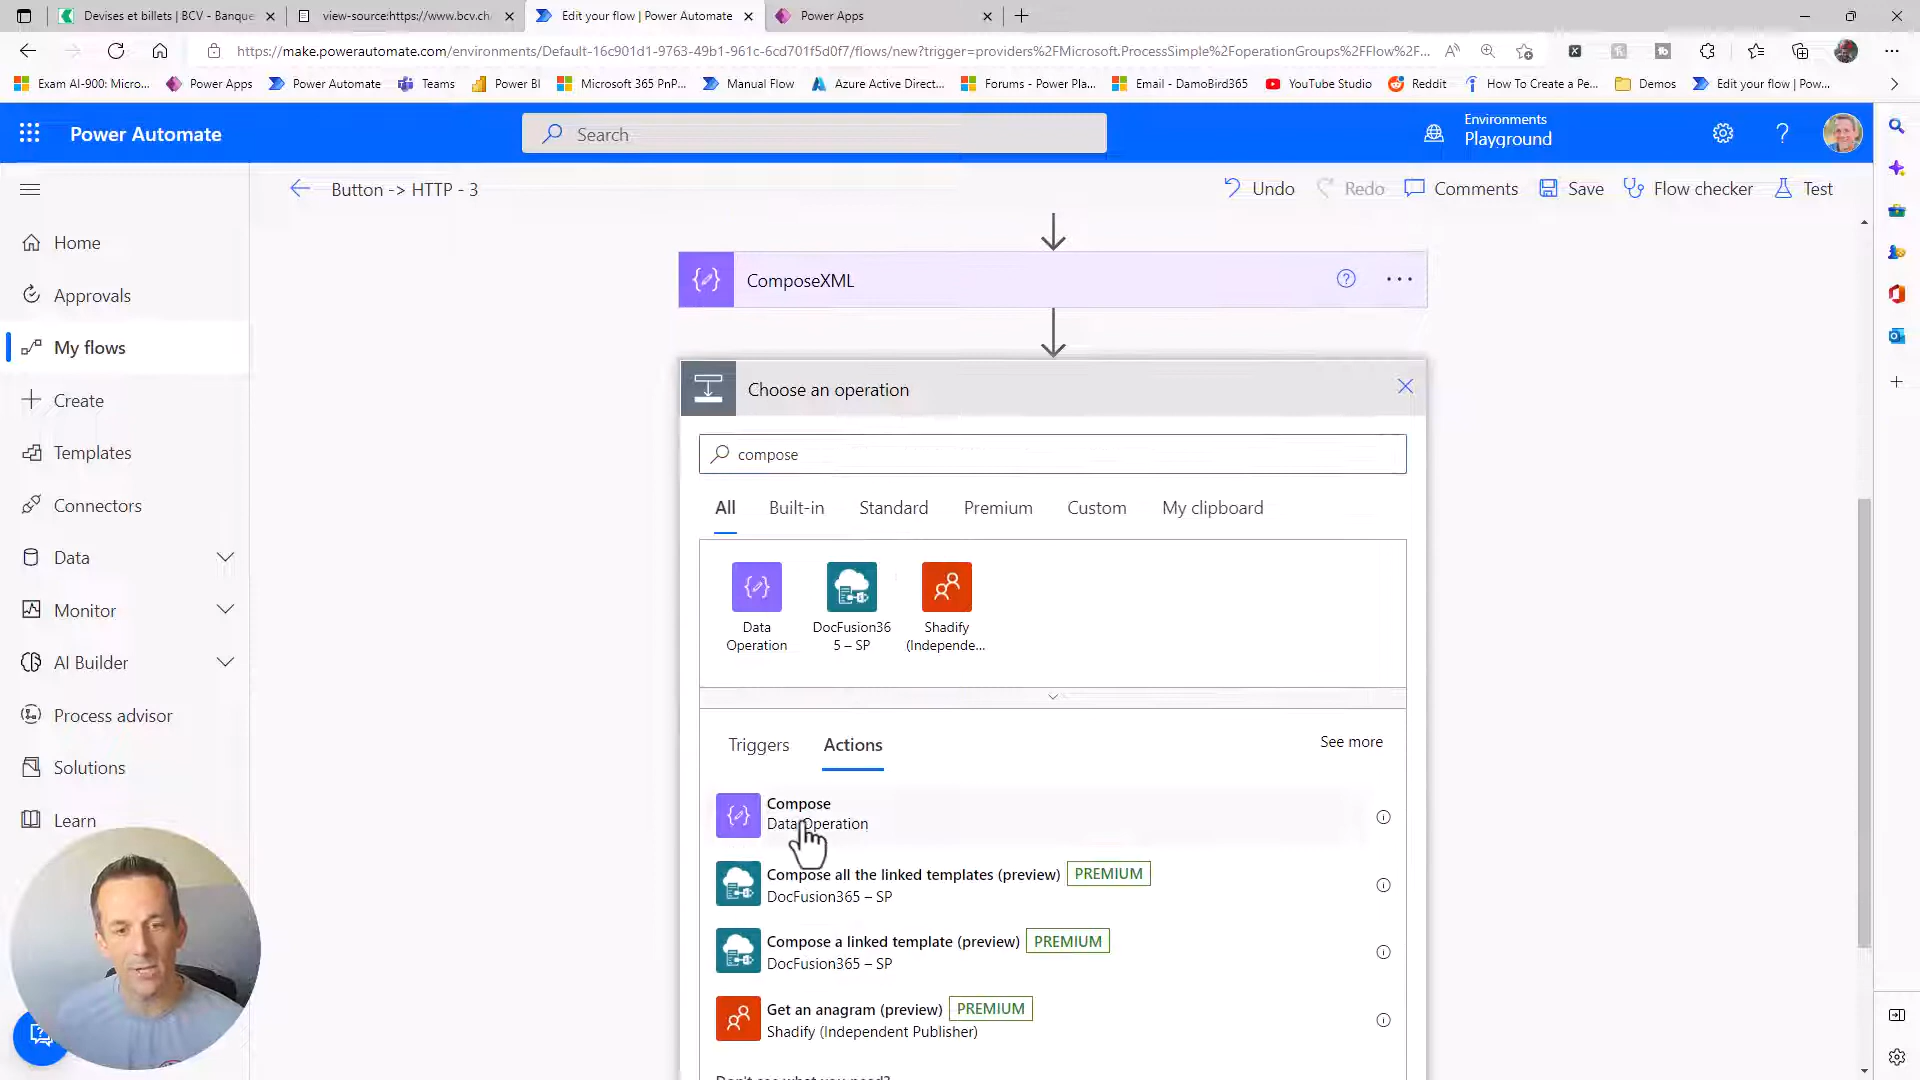 Devises et billets | BCV - Banque
view-source:https://www.bcv.ch
Edit your flow | Power Automate
Power Apps
https://make.powerautomate.com/environments/Default-16c901d1-9763-49b1-961c-6cd701f5d0f7/flows/new?trigger=providers%2FMicrosoft.ProcessSimple%2FoperationGroups%2FFlow%2F...
Exam AI-900: Micro...
Power Apps
Power Automate
Teams
Power BI
Microsoft 365 PnP...
Manual Flow
Azure Active Direct...
Forums - Power Pla...
Email - DamoBird365
YouTube Studio
Reddit
How To Create a Pe...
Demos
Edit your flow | Pow...
Power Automate
Search
Environments
Playground
Button -> HTTP - 3
Undo
Redo
Comments
Save
Flow checker
Test
Home
Approvals
My flows
Create
Templates
Connectors
Data
Monitor
AI Builder
Process advisor
Solutions
Learn
ComposeXML
Choose an operation
compose
All
Built-in
Standard
Premium
Custom
My clipboard
Data
Operation
DocFusion36
5 – SP
Shadify
(Independe...
Triggers
Actions
See more
Compose
Data Operation
Compose all the linked templates (preview) PREMIUM
DocFusion365 – SP
Compose a linked template (preview) PREMIUM
DocFusion365 – SP
Get an anagram (preview) PREMIUM
Shadify (Independent Publisher)
Don't see what you need?